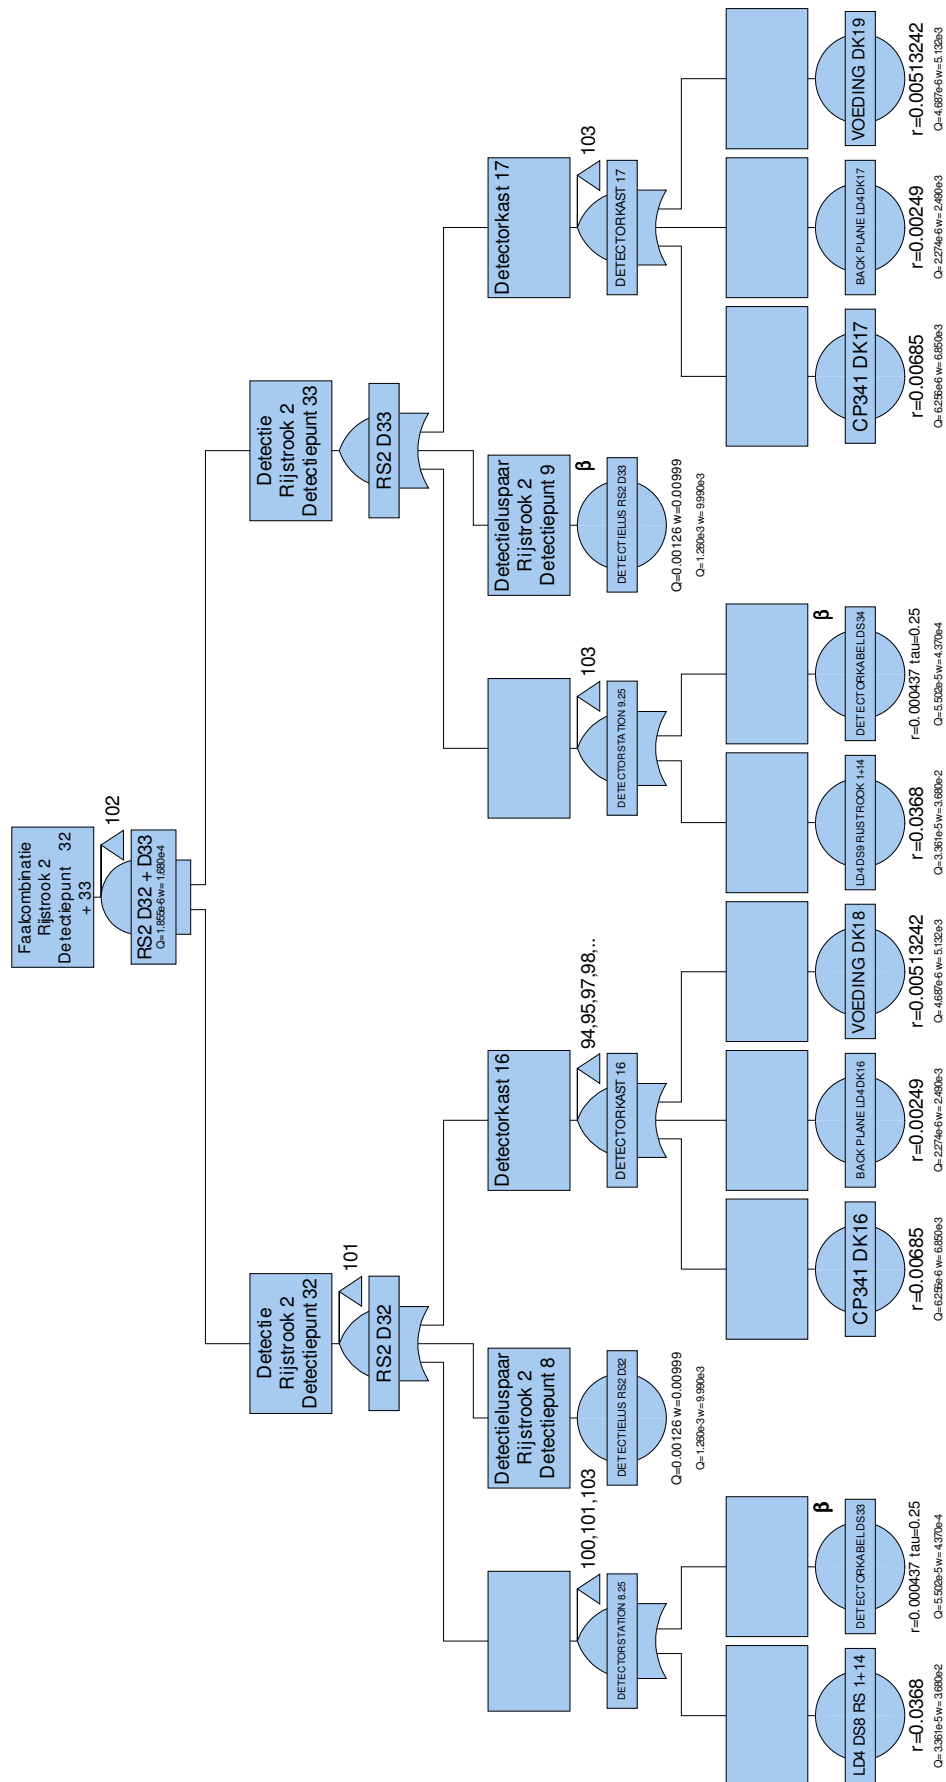 Faalcombinatie
Rijstrook 2
Detectiepunt 32
+ 33
102
RS2 D32 + D33
Q=1.855e-6 w=1.680e-4
Detectie
Rijstrook 2
Detectiepunt 32
101
RS2 D32
Detectie
Rijstrook 2
Detectiepunt 33
RS2 D33
100,101,103
DETECTORSTATION 8.25
Detectieluspaar
Rijstrook 2
Detectiepunt 8
DETECTIELUS RS2 D32
Q=0.00126 w=0.00999
Q=1.260e-3 w=9.990e-3
Detectorkast 16
94,95,97,98,..
DETECTORKAST 16
103
DETECTORSTATION 9.25
Detectieluspaar
Rijstrook 2
Detectiepunt 9
β
DETECTIELUS RS2 D33
Q=0.00126 w=0.00999
Q=1.260e-3 w=9.990e-3
Detectorkast 17
103
DETECTORKAST 17
LD4 DS8 RS 1+14
r=0.0368
Q=3.361e-5 w=3.680e-2
β
DETECTORKABEL DS33
r=0.000437 tau=0.25
Q=5.502e-5 w=4.370e-4
CP341 DK16
r=0.00685
Q=6.256e-6 w=6.850e-3
BACK PLANE LD4 DK16
r=0.00249
Q=2.274e-6 w=2.490e-3
VOEDING DK18
r=0.00513242
Q=4.687e-6 w=5.132e-3
LD4 DS9 RIJSTROOK 1+14
r=0.0368
Q=3.361e-5 w=3.680e-2
β
DETECTORKABEL DS34
r=0.000437 tau=0.25
Q=5.502e-5 w=4.370e-4
CP341 DK17
r=0.00685
Q=6.256e-6 w=6.850e-3
BACK PLANE LD4 DK17
r=0.00249
Q=2.274e-6 w=2.490e-3
VOEDING DK19
r=0.00513242
Q=4.687e-6 w=5.132e-3